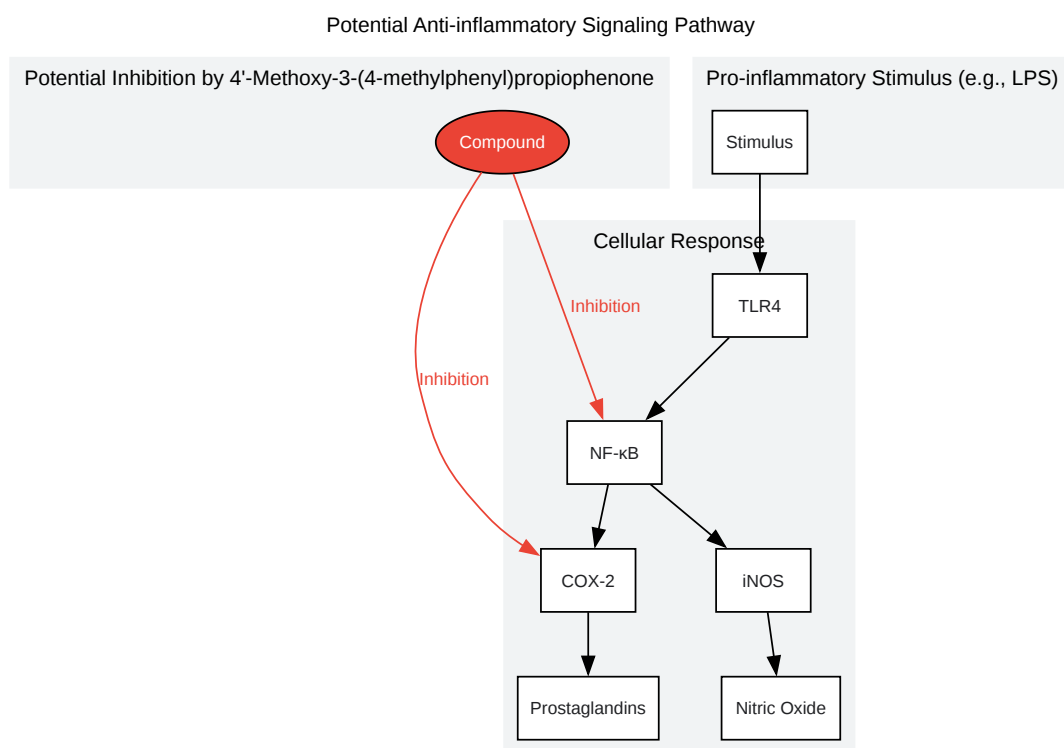 Potential Anti-inflammatory Signaling Pathway
Potential Inhibition by 4'-Methoxy-3-(4-methylphenyl)propiophenone
Pro-inflammatory Stimulus (e.g., LPS)
Compound
Stimulus
Cellular Response
TLR4
Inhibition
Inhibition
NF-κB
COX-2
iNOS
Prostaglandins
Nitric Oxide